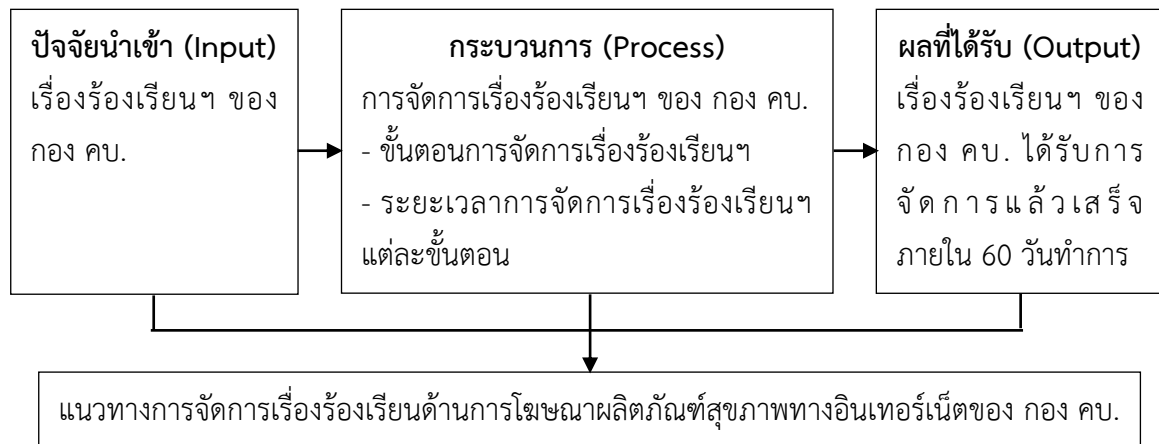 ปัจจัยนำเข้า (Input)
เรื่องร้องเรียนฯ ของ
กอง คบ.
กระบวนการ (Process)
การจัดการเรื่องร้องเรียนฯ ของ กอง คบ.
- ขั้นตอนการจัดการเรื่องร้องเรียนฯ
- ระยะเวลาการจัดการเรื่องร้องเรียนฯ
แต่ละขั้นตอน
ผลที่ได้รับ (Output)
เรื่องร้องเรียนฯ ของ
กอง คบ. ได้รับการ
จัดการแล้วเสร็จ
ภายใน 60 วันทำการ
แนวทางการจัดการเรื่องร้องเรียนด้านการโฆษณาผลิตภัณฑ์สุขภาพทางอินเทอร์เน็ตของ กอง คบ.